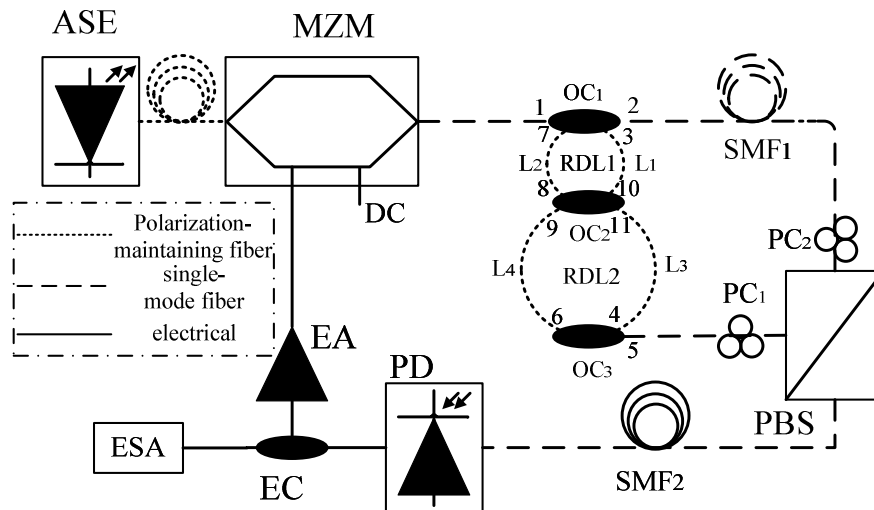 ASE
MZM
DC
OC1
1
2
7
3
L2
RDL1
L1
8
10
9
OC2
11
L4
RDL2
L3
6
4
5
OC3
SMF1
PC2
PC1
PBS
Polarization-
maintaining fiber
single-
mode fiber
electrical
EA
PD
ESA
EC
SMF2